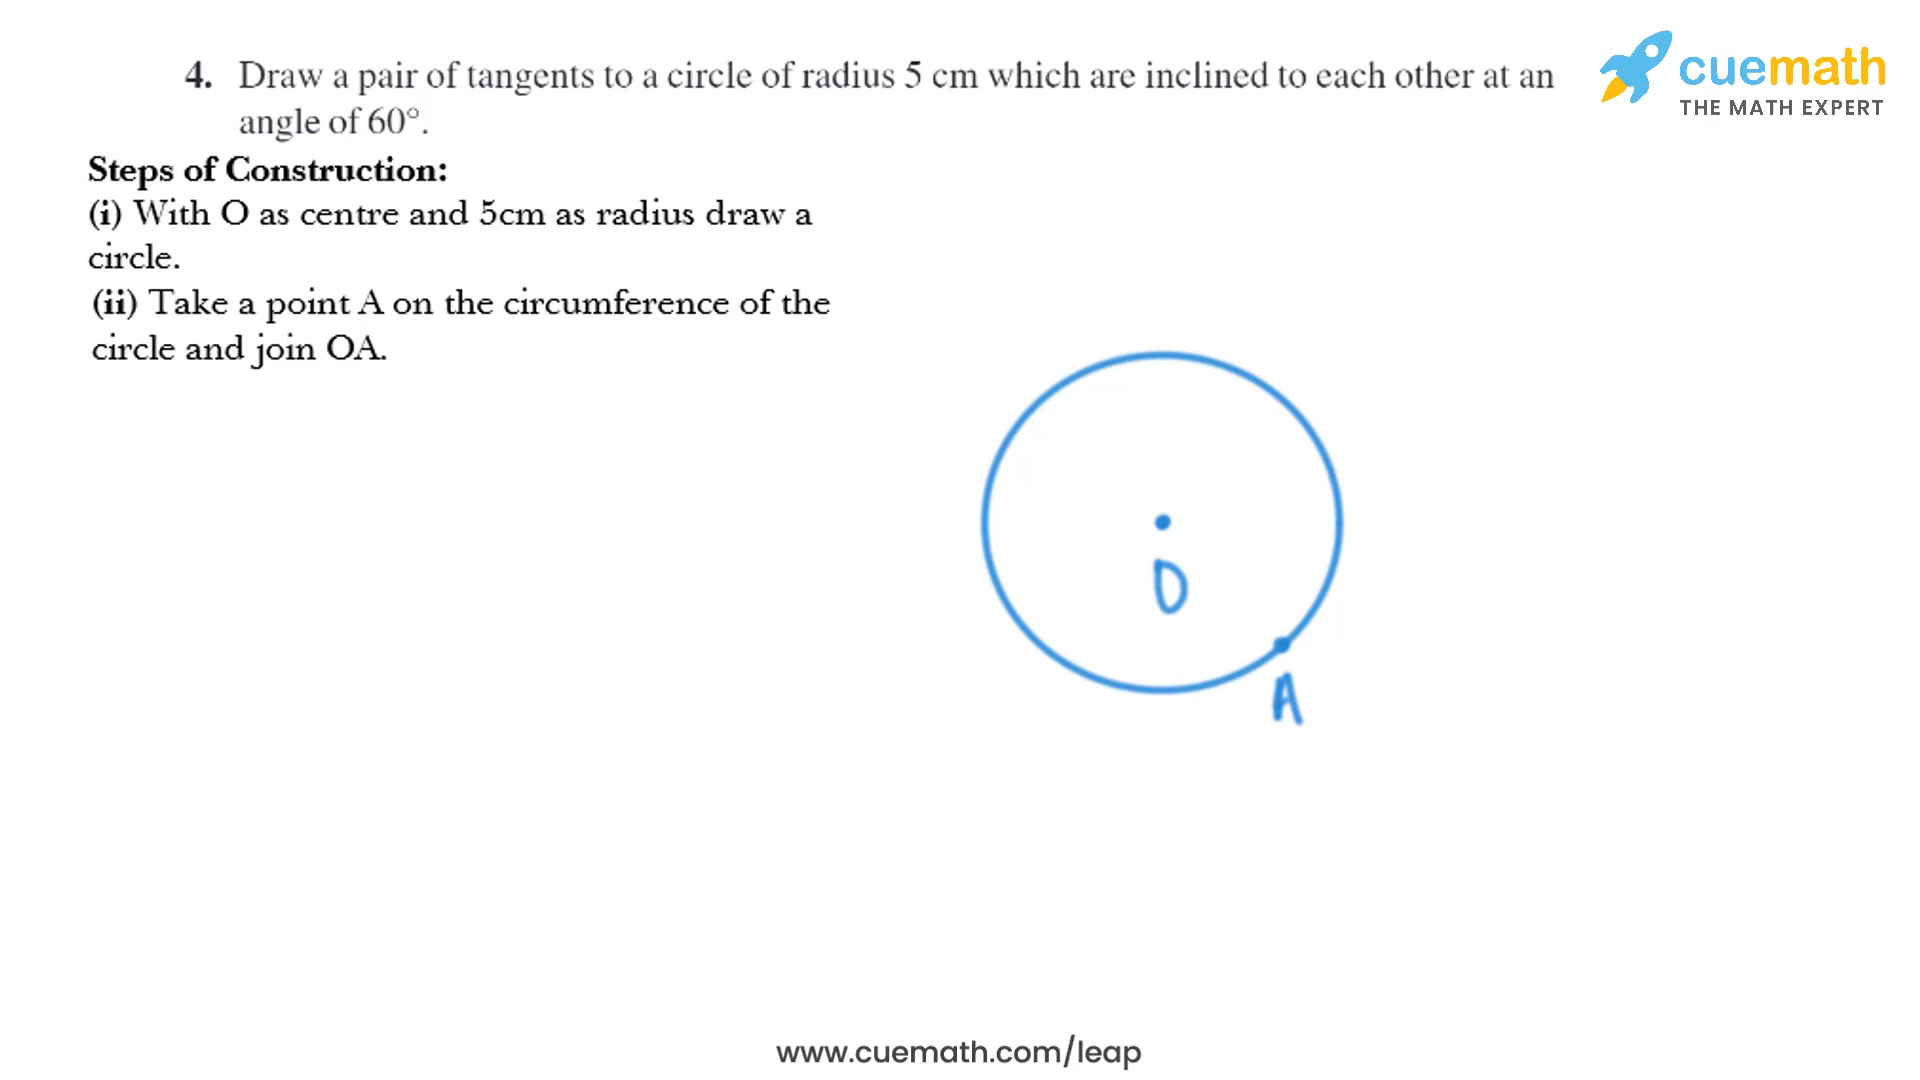 4. Draw a pair of tangents to a circle of radius 5 cm which are inclined to each other at an
angle of 60°.
cuemath
THE MATH EXPERT
Steps of Construction:
(i) With O as centre and 5cm as radius draw a
circle.
(ii) Take a point A on the circumference of the
circle and join OA.
O
A
www.cuemath.com/leap